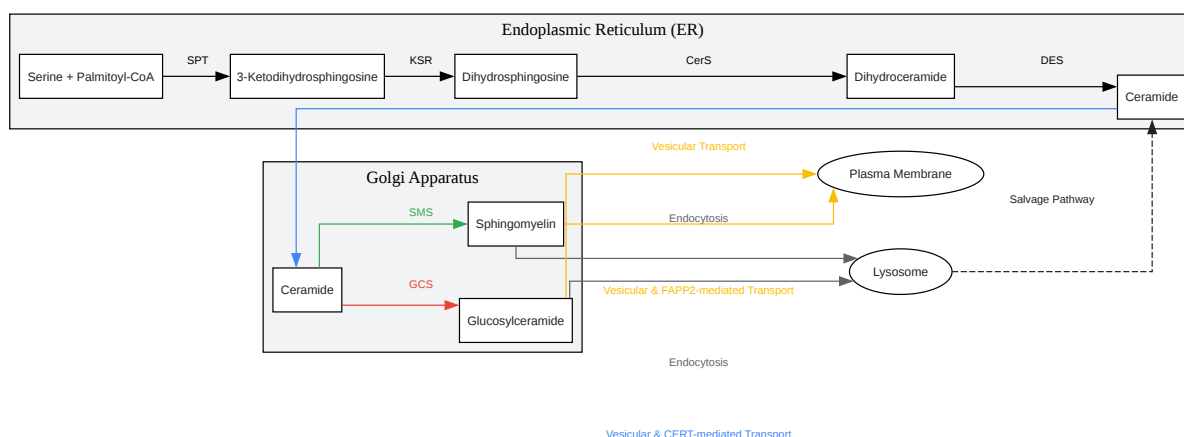 Endoplasmic Reticulum (ER)
SPT
KSR
CerS
DES
Serine + Palmitoyl-CoA
3-Ketodihydrosphingosine
Dihydrosphingosine
Dihydroceramide
Ceramide
Vesicular Transport
Golgi Apparatus
Plasma Membrane
Salvage Pathway
SMS
Sphingomyelin
Endocytosis
Lysosome
Ceramide
GCS
Vesicular & FAPP2-mediated Transport
Glucosylceramide
Endocytosis
Vesicular & CERT-mediated Transport